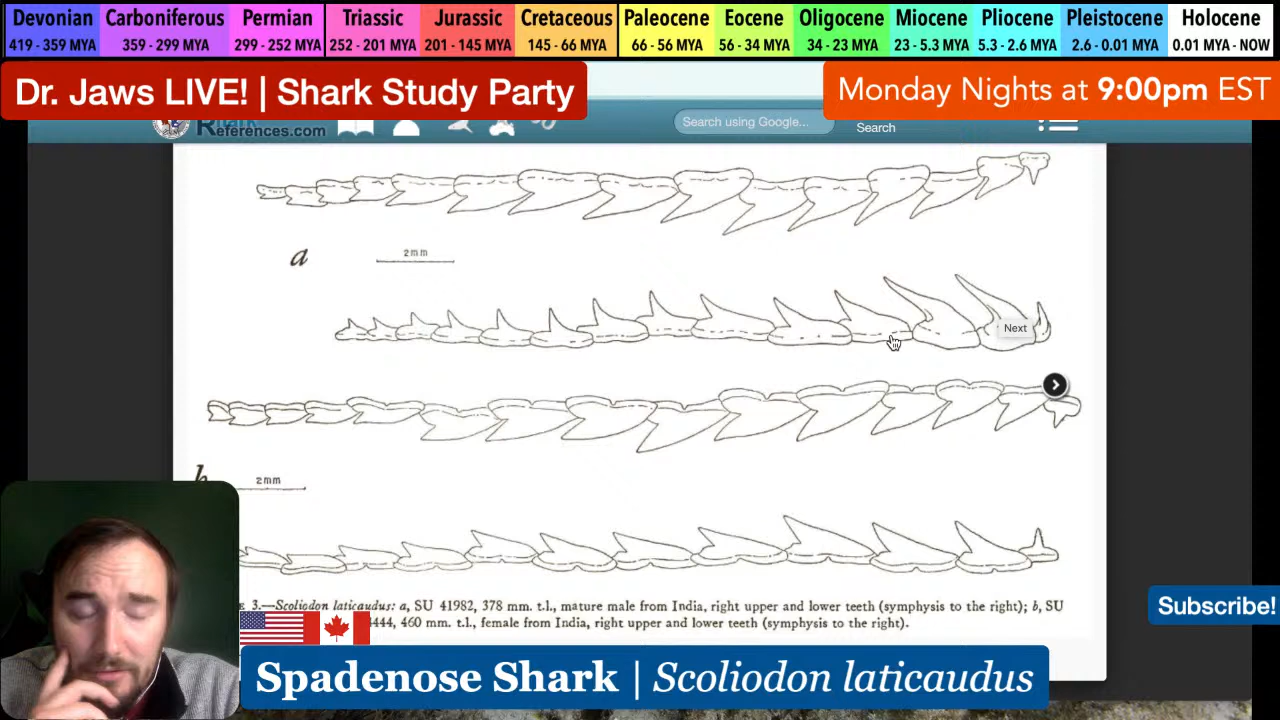 Devonian Carboniferous Permian Triassic Jurassic Cretaceous Paleocene Eocene Oligocene Miocene Pliocene Pleistocene Holocene
419 - 359 MYA 359 - 299 MYA 299 - 252 MYA 252 - 201 MYA 201 - 145 MYA 145 - 66 MYA 66 - 56 MYA 56 - 34 MYA 34 - 23 MYA 23 - 5.3 MYA 5.3 - 2.6 MYA 2.6 - 0.01 MYA 0.01 MYA - NOW
Dr. Jaws LIVE! | Shark Study Party
Monday Nights at 9:00pm EST
References.com
Search using Google...
Search
a
2mm
Next
b
2mm
3.—Scoliodon laticaudus: a, SU 41982, 378 mm. t.l., mature male from India, right upper and lower teeth (symphysis to the right); b, SU
444, 460 mm. t.l., female from India, right upper and lower teeth (symphysis to the right).
Subscribe!
Spadenose Shark | Scoliodon laticaudus